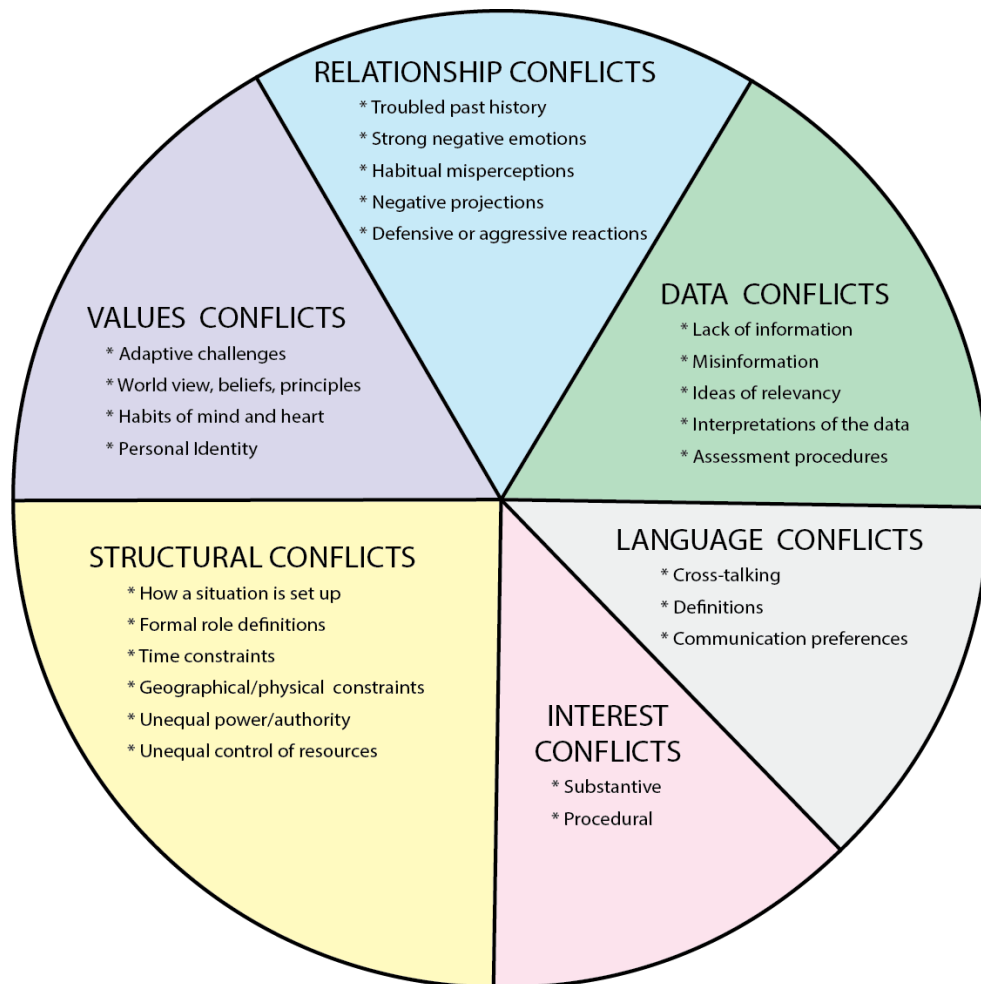 RELATIONSHIP CONFLICTS
* Troubled past history
* Strong negative emotions
* Habitual misperceptions
* Negative projections
* Defensive or aggressive reactions
DATA CONFLICTS
* Lack of information
* Misinformation
* Ideas of relevancy
* Interpretations of the data
* Assessment procedures
LANGUAGE CONFLICTS
* Cross-talking
* Definitions
* Communication preferences
INTEREST
CONFLICTS
* Substantive
* Procedural
STRUCTURAL CONFLICTS
* How a situation is set up
* Formal role definitions
* Time constraints
* Geographical/physical constraints
* Unequal power/authority
* Unequal control of resources
VALUES CONFLICTS
* Adaptive challenges
* World view, beliefs, principles
* Habits of mind and heart
* Personal Identity